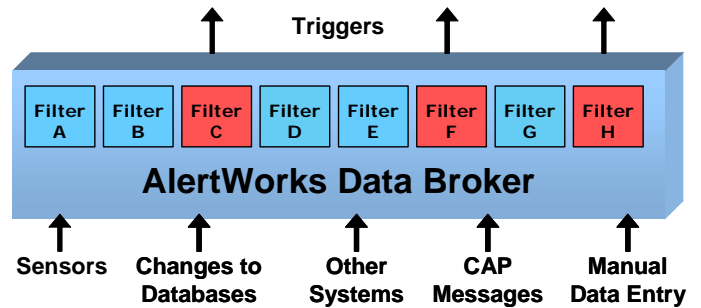 Triggers
Filter A
Filter B
Filter C
Filter D
Filter E
Filter F
Filter G
Filter H
AlertWorks Data Broker
Sensors
Changes to
Databases
Other
Systems
CAP
Messages
Manual
Data Entry